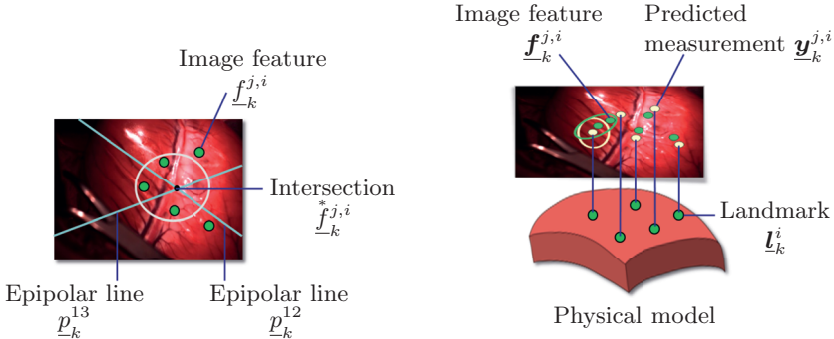 Image feature
f_k^{j,i}
Intersection
f_k^{* j,i}
Epipolar line
p_k^{13}
Epipolar line
p_k^{12}
Image feature
f_k^{j,i}
Predicted
measurement y_k^{j,i}
Landmark
l_k^i
Physical model